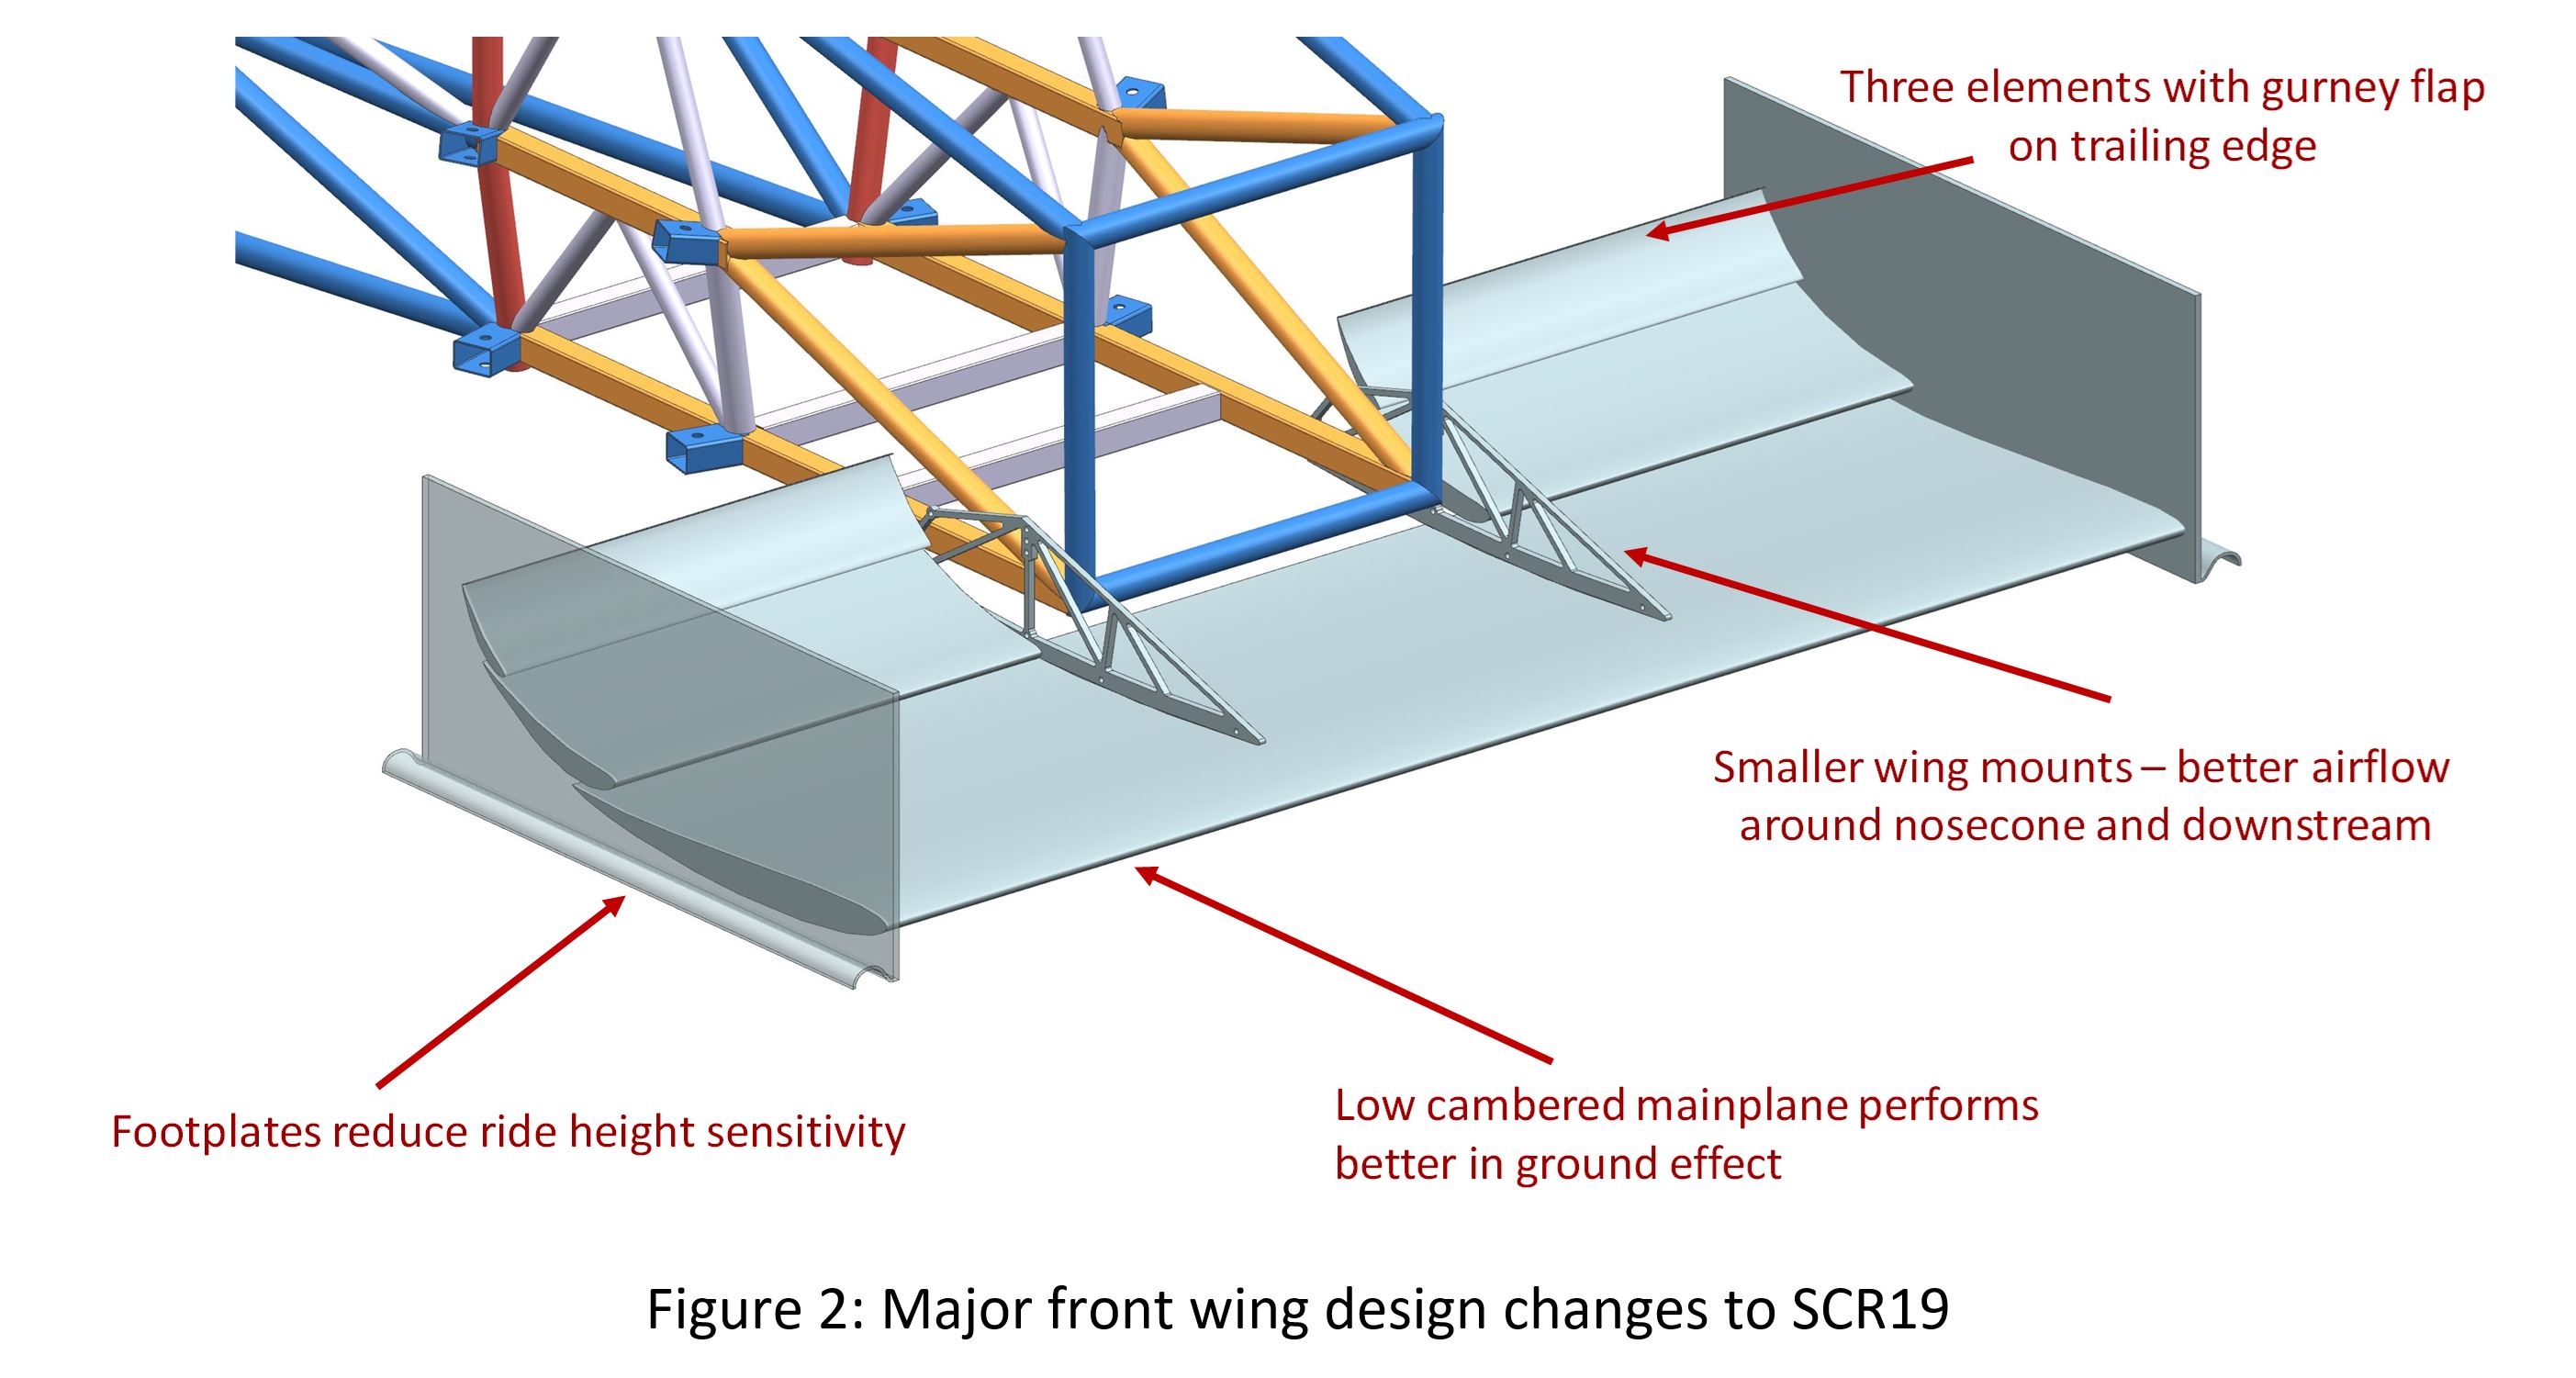 Three elements with gurney flap
on trailing edge
Smaller wing mounts – better airflow
around nosecone and downstream
Footplates reduce ride height sensitivity
Low cambered mainplane performs
better in ground effect
Figure 2: Major front wing design changes to SCR19